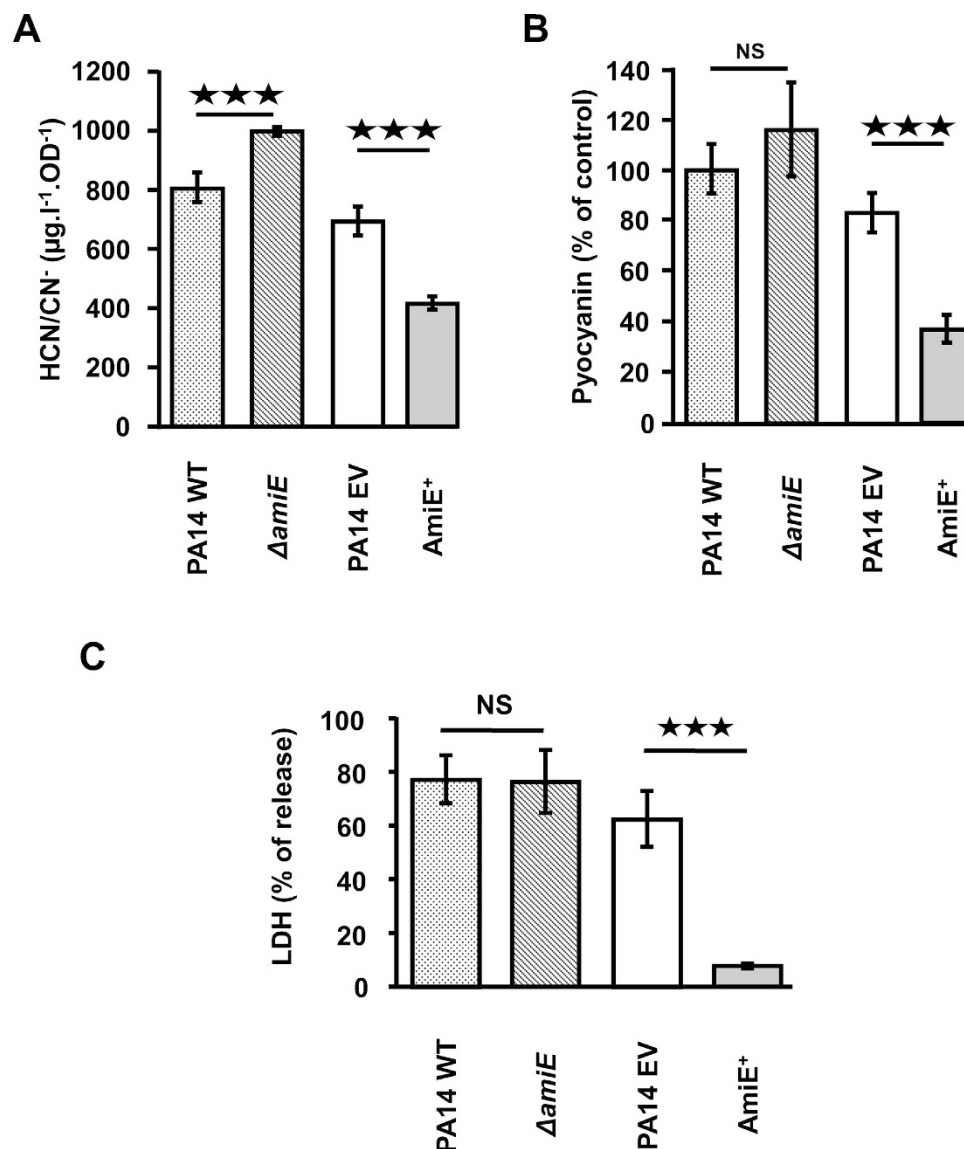 A
HCN/CN- (µg.l-1.OD-1)
1200
1000
800
600
400
200
0
★★★
★★★
PA14 WT
ΔamiE
PA14 EV
AmiE+
B
Pyocyanin (% of control)
140
120
100
80
60
40
20
0
NS
★★★
PA14 WT
ΔamiE
PA14 EV
AmiE+
C
LDH (% of release)
100
80
60
40
20
0
NS
★★★
PA14 WT
ΔamiE
PA14 EV
AmiE+